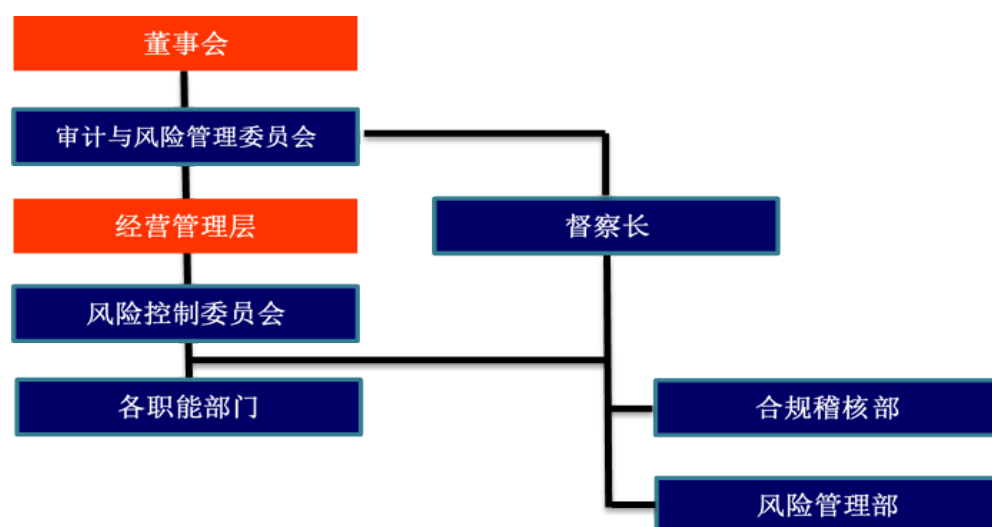 董事会
审计与风险管理委员会
经营管理层
督察长
风险控制委员会
各职能部门
合规稽核部
风险管理部